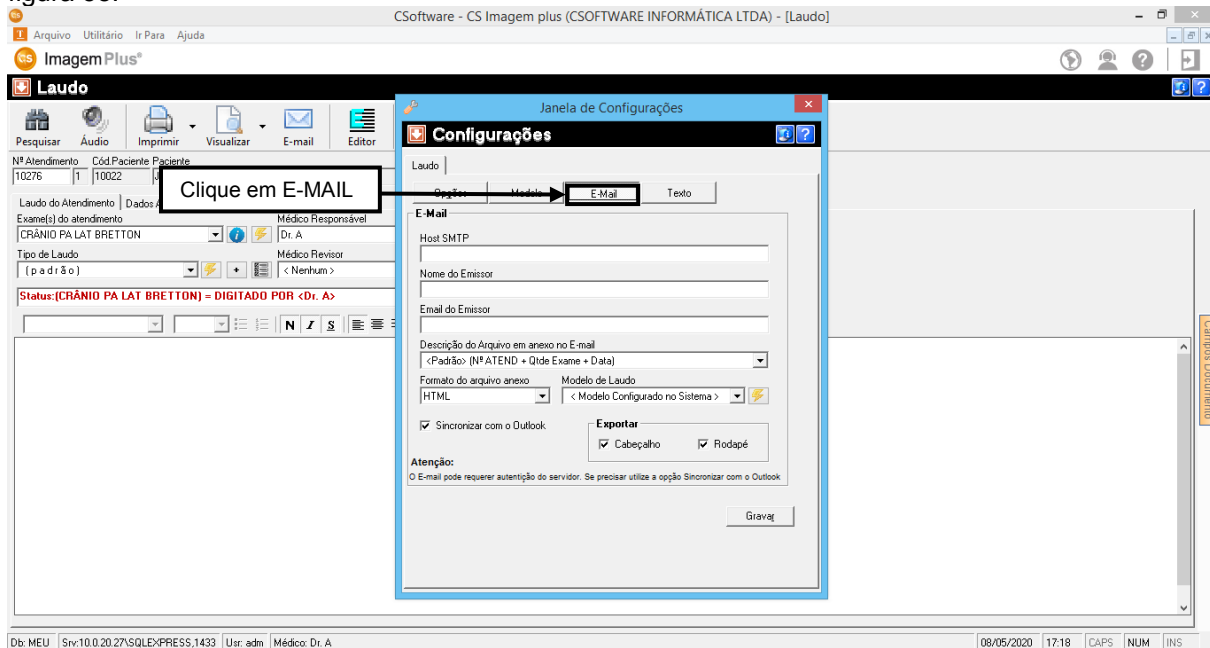 CSoftware - CS Imagem plus (CSOFTWARE INFORMÁTICA LTDA) - [Laudo]
Arquivo Utilitário Ir Para Ajuda
ImagemPlus®
Laudo
Pesquisar Áudio Imprimir Visualizar E-mail Editor
Nº Atendimento Cód.Paciente Paciente
10276 1 10022
Clique em E-MAIL
Laudo do Atendimento Dados
Exame(s) do atendimento Médico Responsável
CRÂNIO PA LAT BRETTON Dr. A
Tipo de Laudo Médico Revisor
(padrão) < Nenhum >
Status:(CRÂNIO PA LAT BRETTON) = DIGITADO POR <Dr. A>
N I S
Janela de Configurações
Configurações
Laudo
E-Mail Texto
E-Mail
Host SMTP
Nome do Emissor
Email do Emissor
Descrição do Arquivo em anexo no E-mail
<Padrão> (Nº ATEND + Qtde Exame + Data)
Formato do arquivo anexo Modelo de Laudo
HTML < Modelo Configurado no Sistema >
Sincronizar com o Outlook Exportar
Cabeçalho Rodapé
Atenção:
O E-mail pode requerer autentição do servidor. Se precisar utilize a opção Sincronizar com o Outlook
Gravar
Campos Documento
Db: MEU Srv:10.0.20.27\SQLEXPRESS,1433 Usr: adm Médico: Dr. A 08/05/2020 17:18 CAPS NUM INS